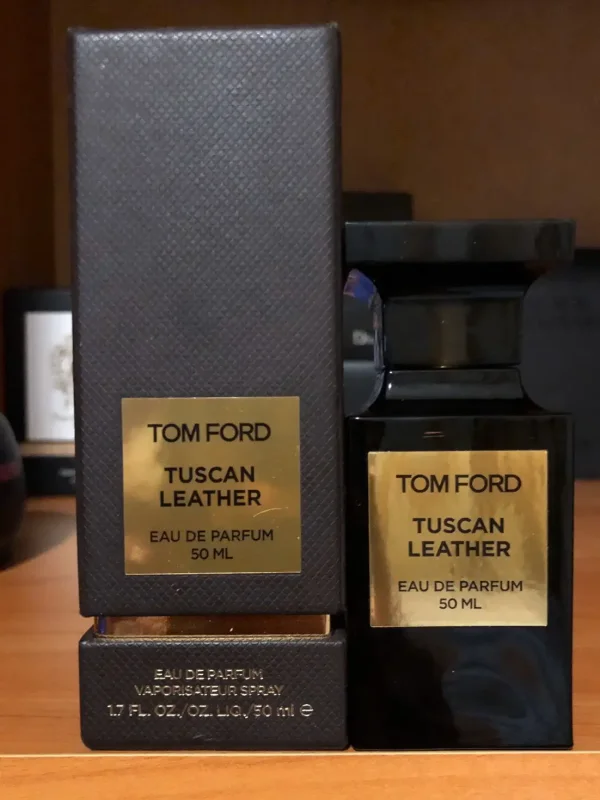 TOM FORD
TUSCAN
LEATHER
EAU DE PARFUM
50 ML
EAU DE PARFUM
VAPORISATEUR SPRAY
1.7 FL. OZ./OZ. LIQ./50 ml ℮
TOM FORD
TUSCAN
LEATHER
EAU DE PARFUM
50 ML